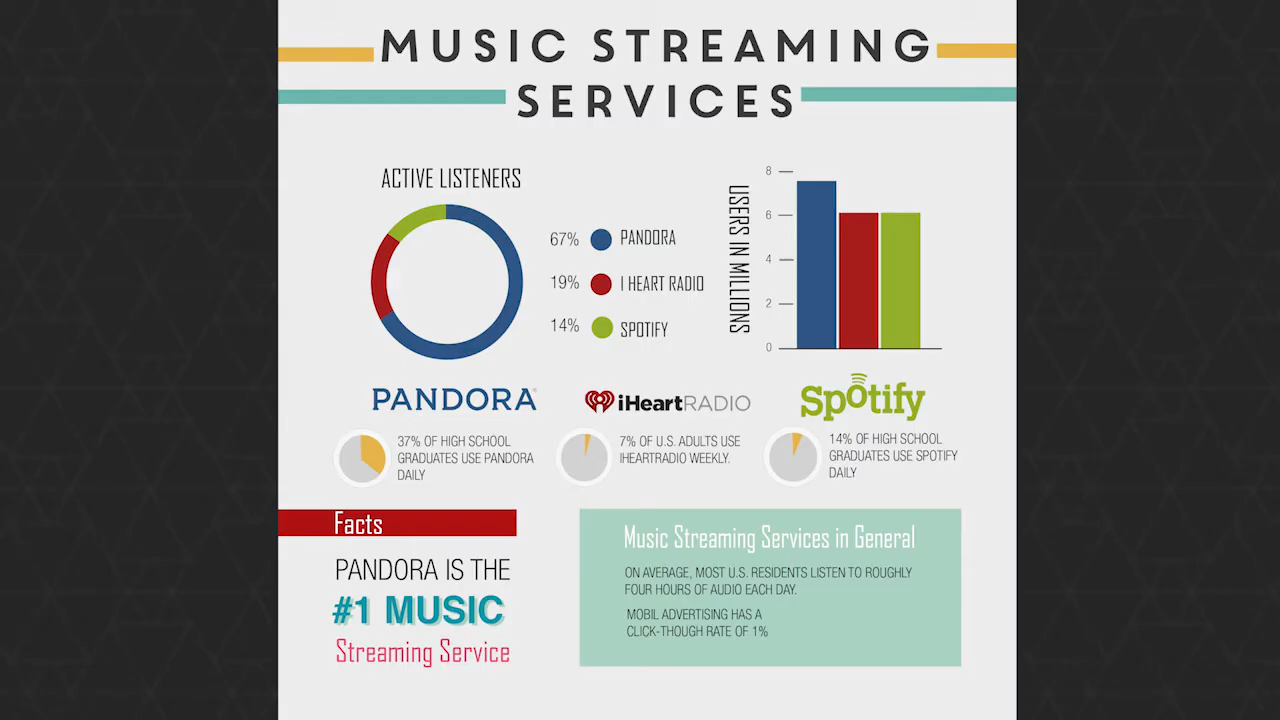 MUSIC STREAMING
SERVICES
ACTIVE LISTENERS
67% PANDORA
19% I HEART RADIO
14% SPOTIFY
USERS IN MILLIONS
8
6
4
2
0
PANDORA
iHeartRADIO
Spotify
37% OF HIGH SCHOOL
GRADUATES USE PANDORA
DAILY
7% OF U.S. ADULTS USE
IHEARTRADIO WEEKLY.
14% OF HIGH SCHOOL
GRADUATES USE SPOTIFY
DAILY
Facts
PANDORA IS THE
#1 MUSIC
Streaming Service
Music Streaming Services in General
ON AVERAGE, MOST U.S. RESIDENTS LISTEN TO ROUGHLY
FOUR HOURS OF AUDIO EACH DAY.
MOBIL ADVERTISING HAS A
CLICK-THOUGH RATE OF 1%